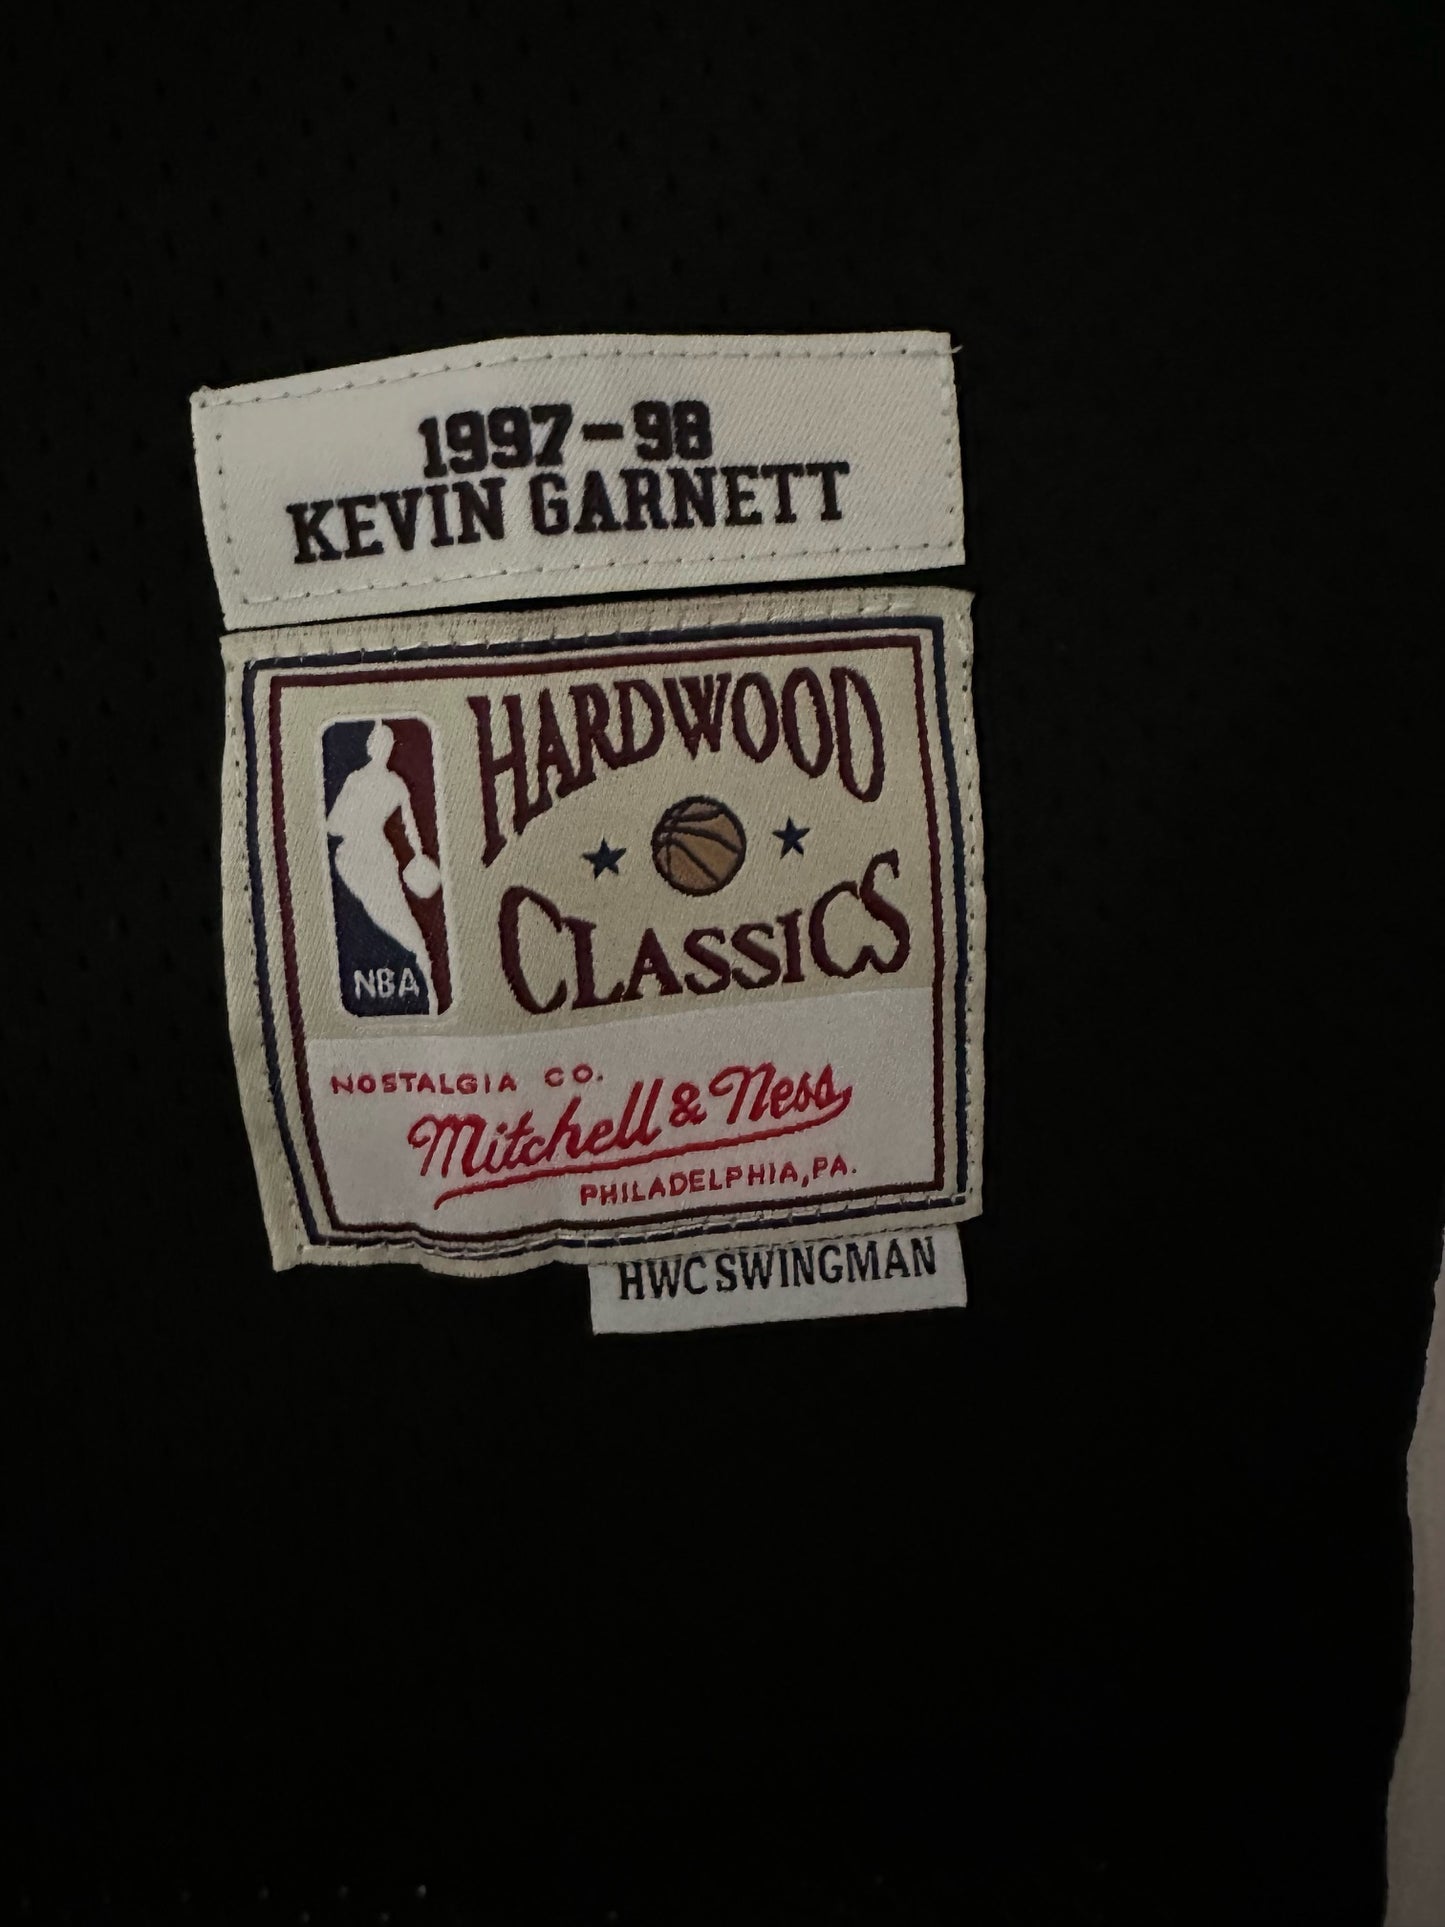 1997-98
KEVIN GARNETT
HARDWOOD
CLASSICS
NBA
NOSTALGIA CO.
Mitchell & Ness
PHILADELPHIA, PA.
HWC SWINGMAN